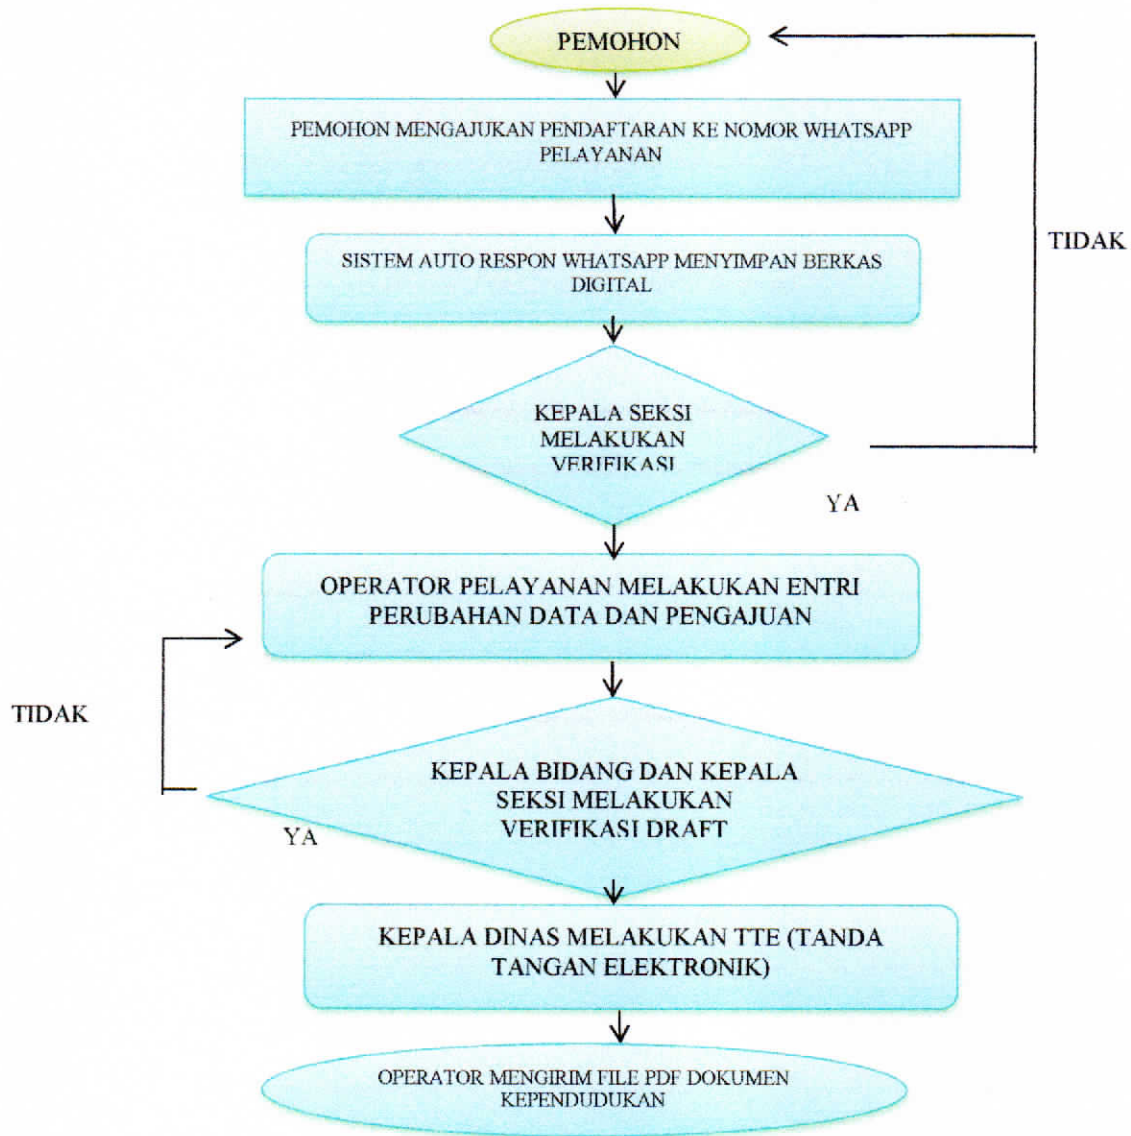 PEMOHON
PEMOHON MENGAJUKAN PENDAFTARAN KE NOMOR WHATSAPP
PELAYANAN
TIDAK
SISTEM AUTO RESPON WHATSAPP MENYIMPAN BERKAS
DIGITAL
KEPALA SEKSI
MELAKUKAN
VERIFIKASI
YA
OPERATOR PELAYANAN MELAKUKAN ENTRI
PERUBAHAN DATA DAN PENGAJUAN
TIDAK
KEPALA BIDANG DAN KEPALA
SEKSI MELAKUKAN
VERIFIKASI DRAFT
YA
KEPALA DINAS MELAKUKAN TTE (TANDA
TANGAN ELEKTRONIK)
OPERATOR MENGIRIM FILE PDF DOKUMEN
KEPENDUDUKAN